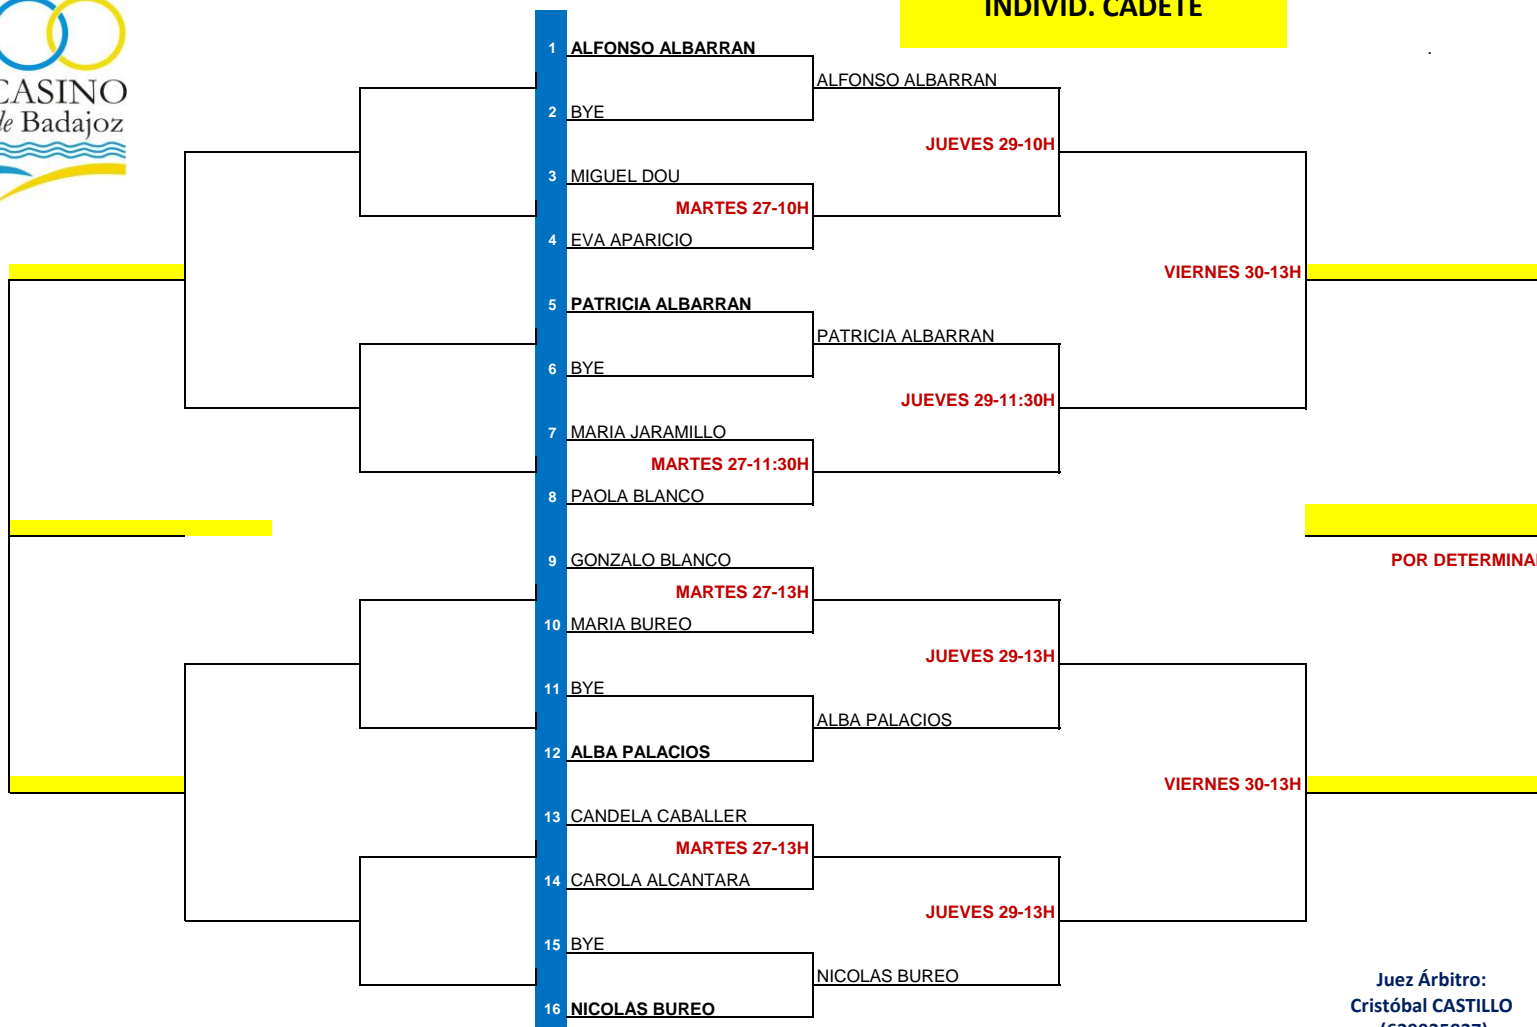 INDIVID. CADETE
CASINO
de Badajoz
1 ALFONSO ALBARRAN
ALFONSO ALBARRAN
2 BYE
JUEVES 29-10H
3 MIGUEL DOU
MARTES 27-10H
4 EVA APARICIO
VIERNES 30-13H
5 PATRICIA ALBARRAN
PATRICIA ALBARRAN
6 BYE
JUEVES 29-11:30H
7 MARIA JARAMILLO
MARTES 27-11:30H
8 PAOLA BLANCO
9 GONZALO BLANCO
POR DETERMINA
MARTES 27-13H
10 MARIA BUREO
JUEVES 29-13H
11 BYE
ALBA PALACIOS
12 ALBA PALACIOS
VIERNES 30-13H
13 CANDELA CABALLER
MARTES 27-13H
14 CAROLA ALCANTARA
JUEVES 29-13H
15 BYE
NICOLAS BUREO
16 NICOLAS BUREO
Juez Árbitro:
Cristóbal CASTILLO